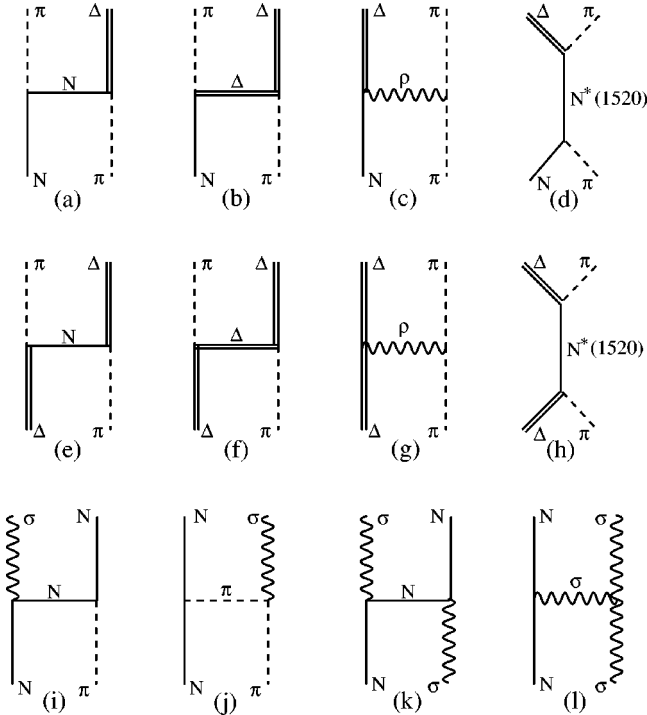 π Δ
N
N π
(a)
π Δ
Δ
N π
(b)
Δ π
ρ
N π
(c)
Δ π
N*(1520)
N π
(d)
π Δ
N
Δ π
(e)
π Δ
Δ
Δ π
(f)
Δ π
ρ
Δ π
(g)
Δ π
N*(1520)
Δ π
(h)
σ N
N
N π
(i)
N σ
π
N π
(j)
σ N
N
N σ
(k)
N σ
σ
N σ
(l)